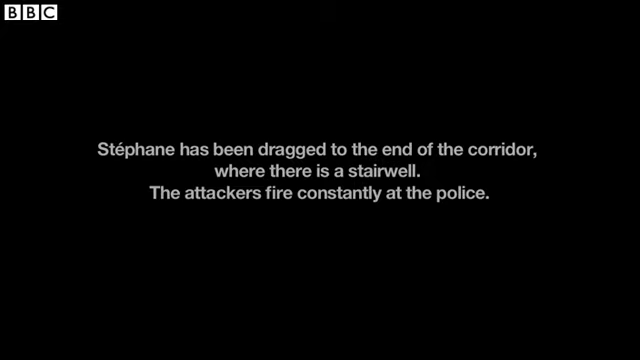 BBC
Stéphane has been dragged to the end of the corridor,
where there is a stairwell.
The attackers fire constantly at the police.